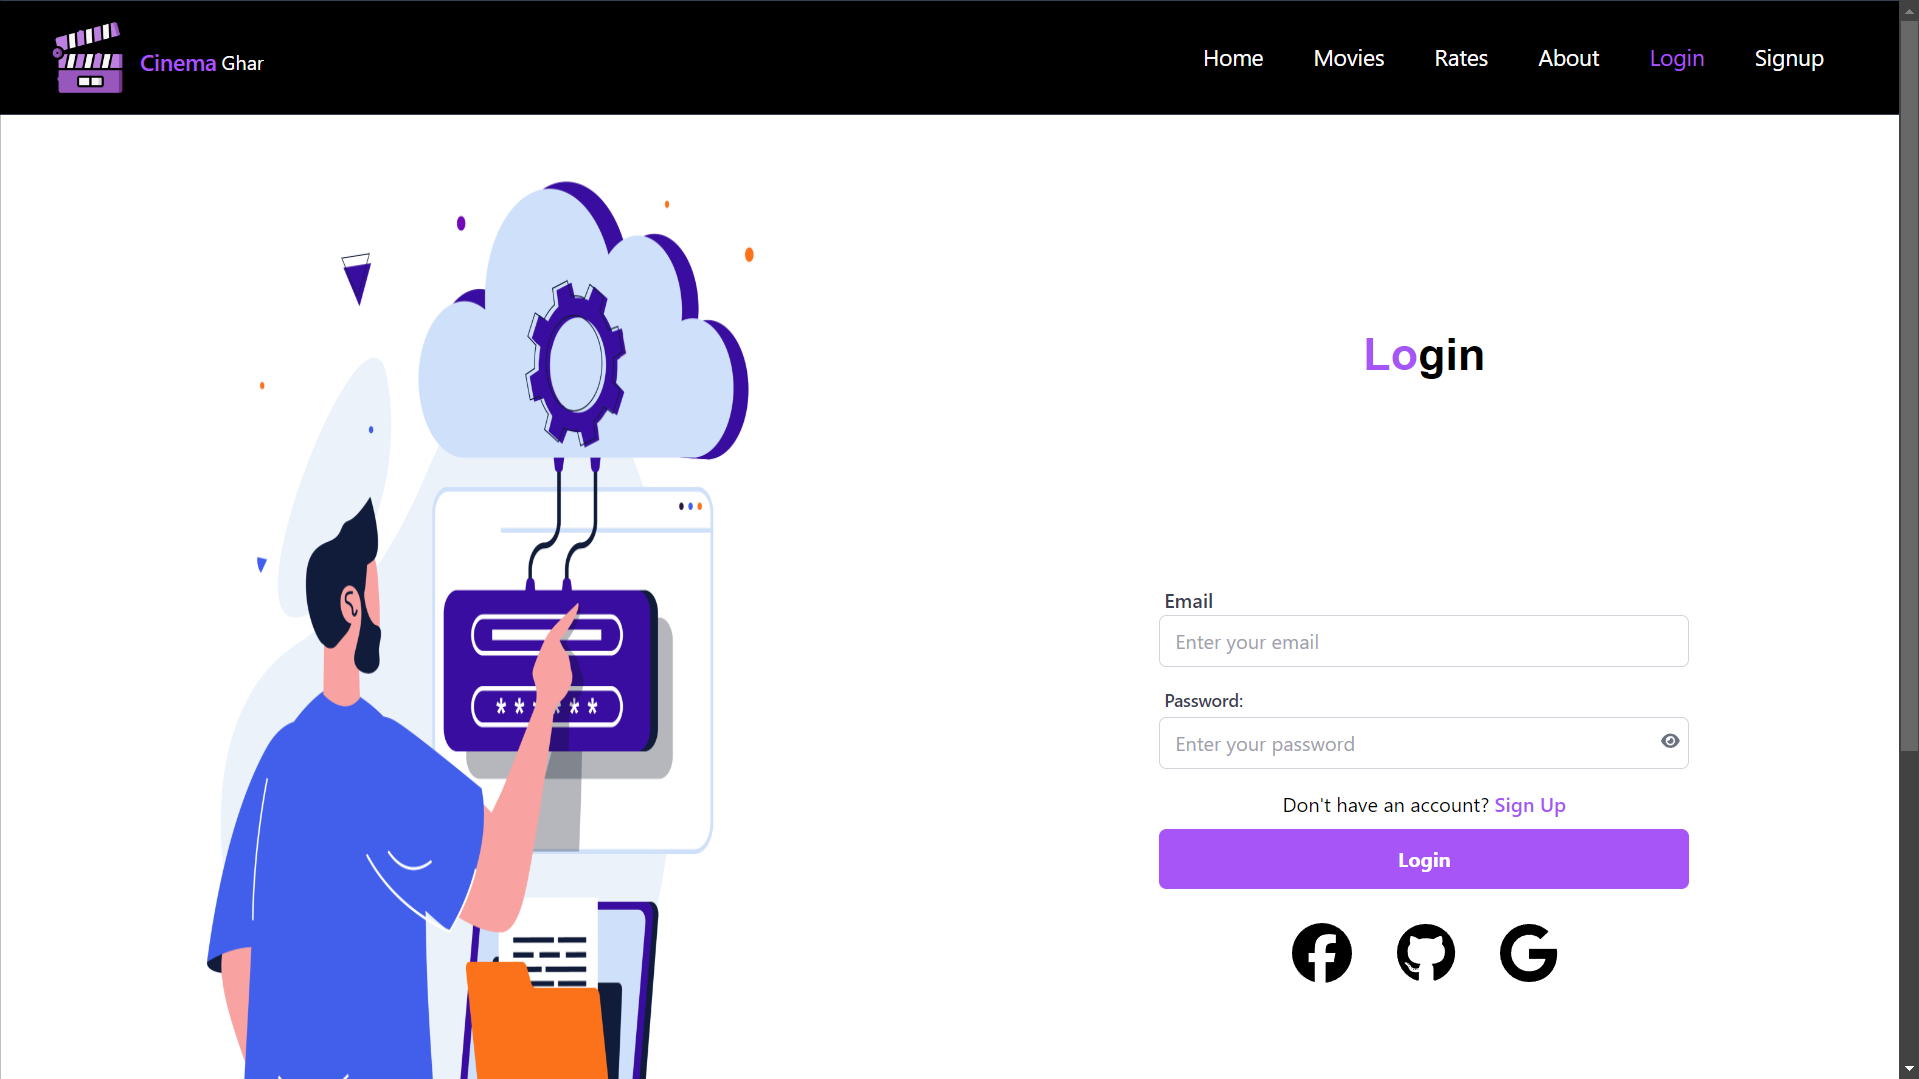 Cinema Ghar
Home Movies Rates About Login Signup
Login
Email
Enter your email
* * * * * *
Password:
Enter your password
Don't have an account? Sign Up
Login